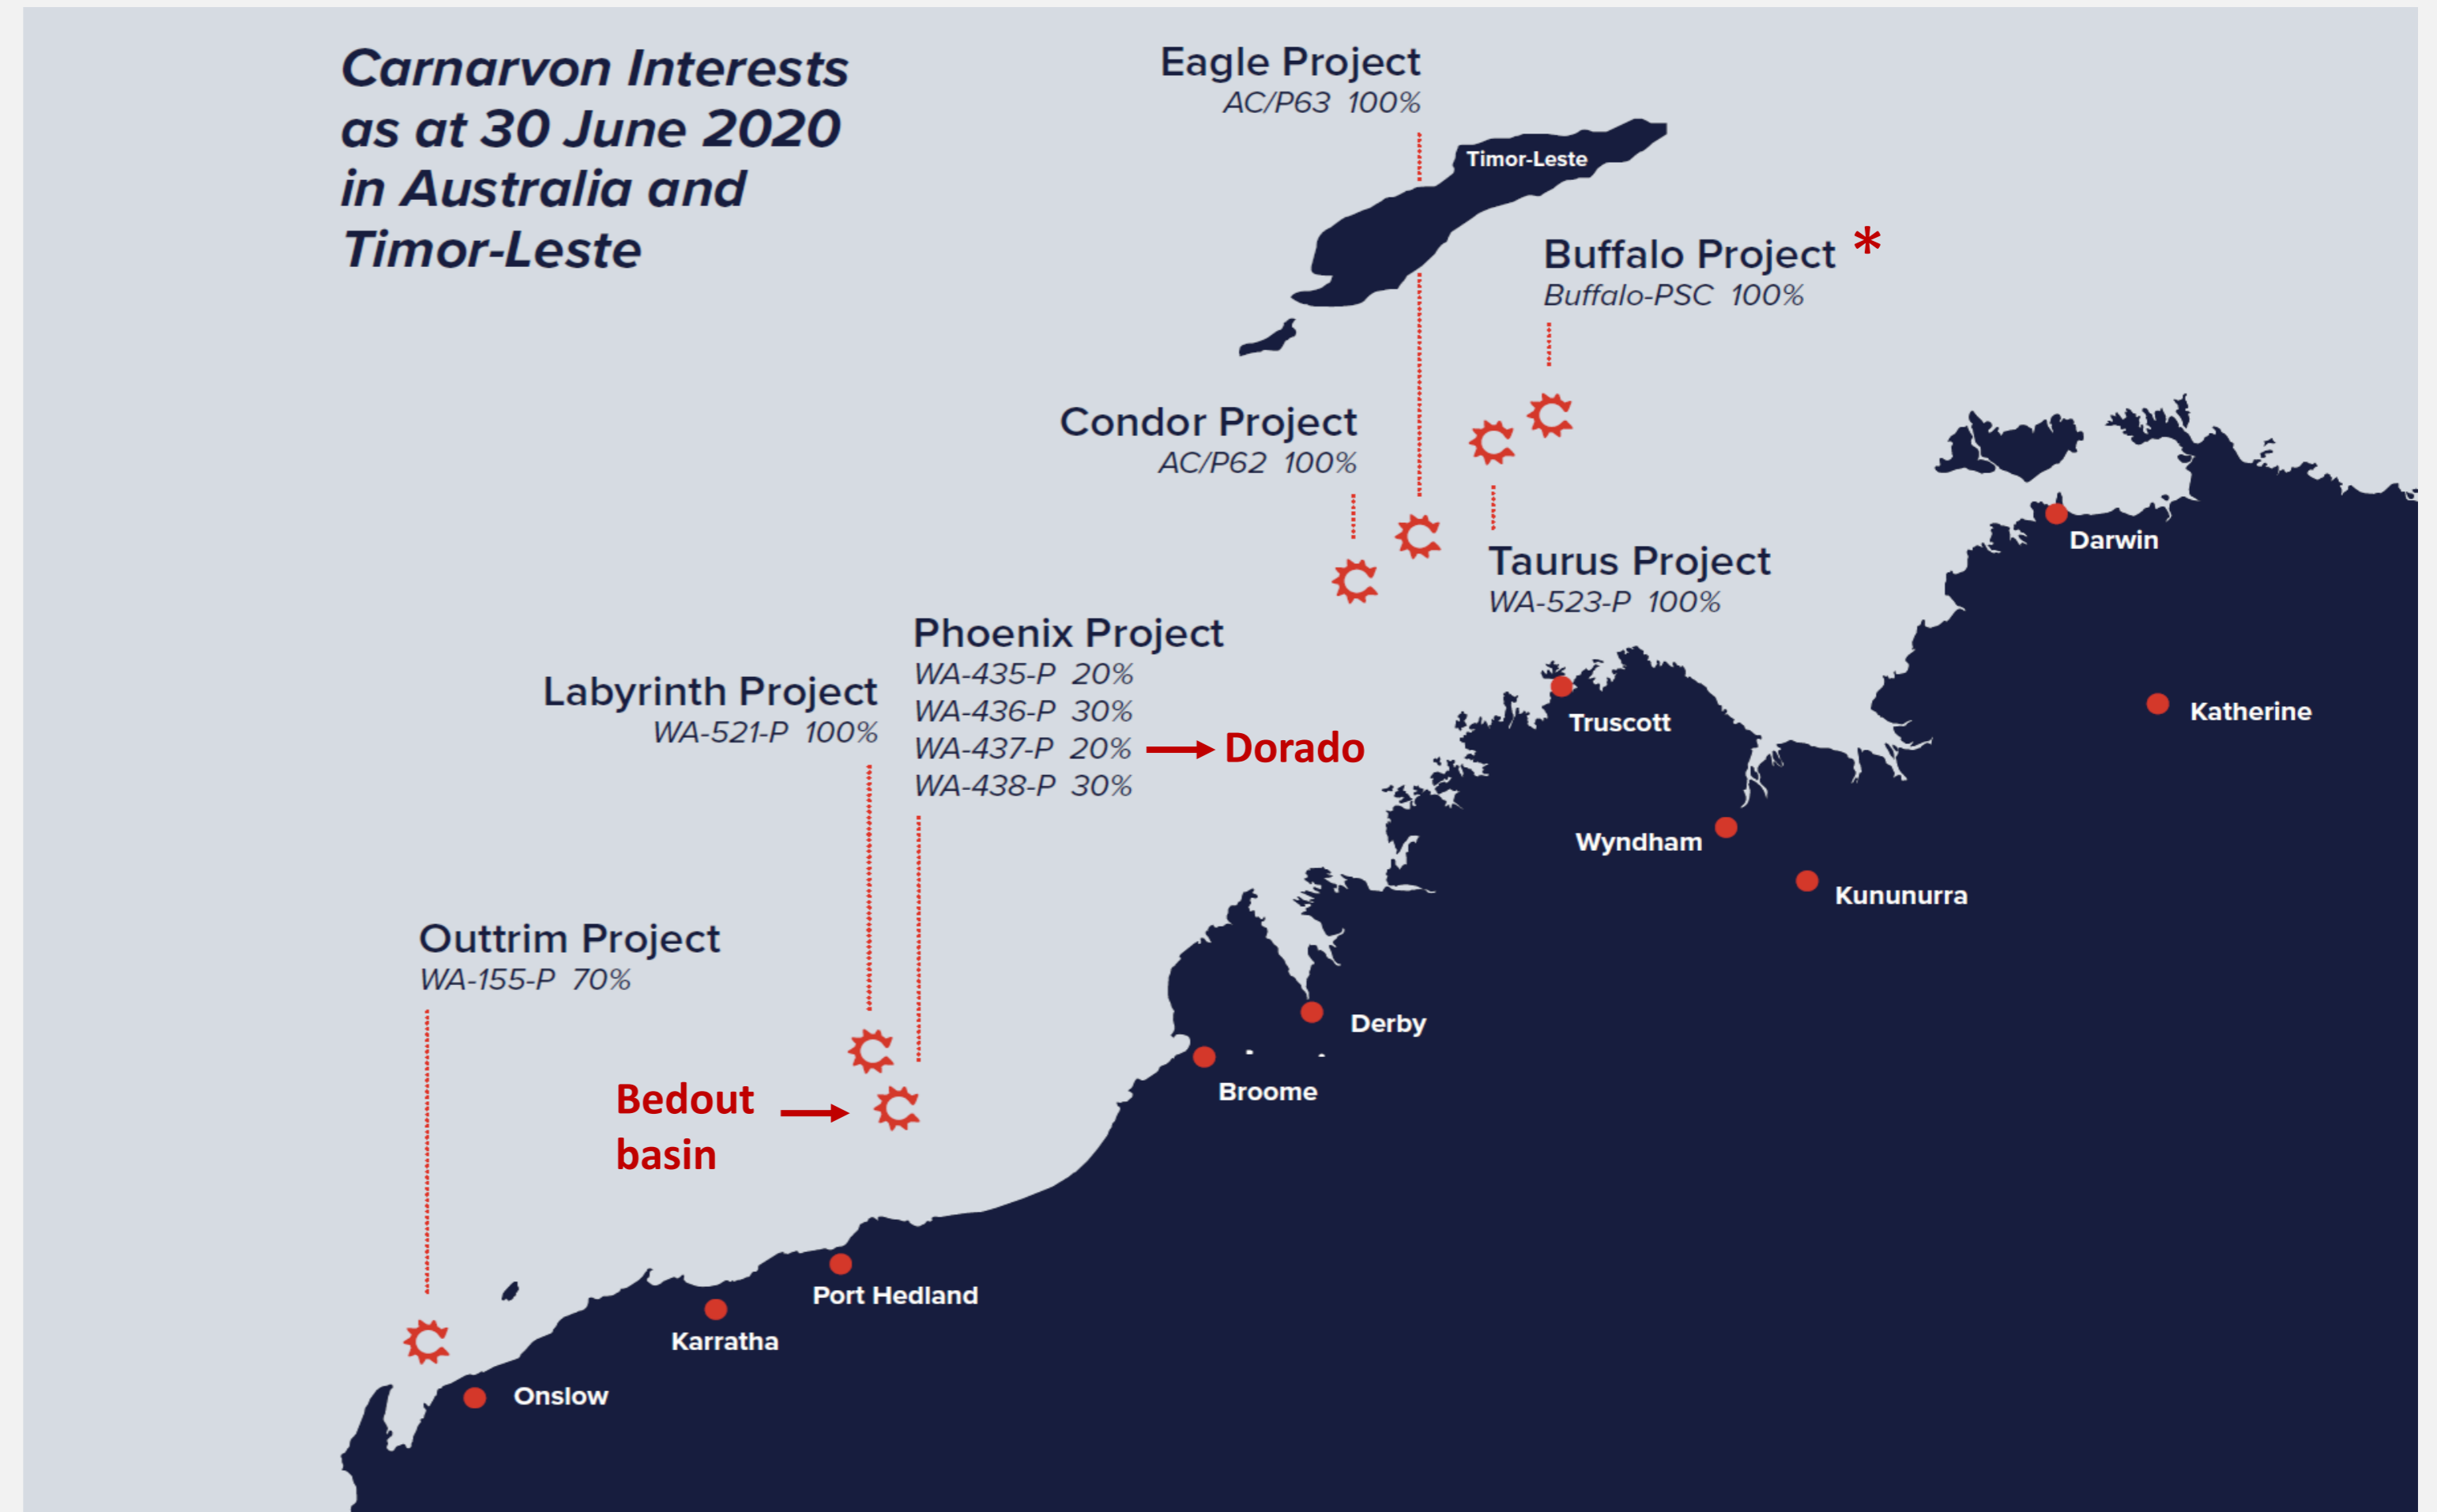 Carnarvon Interests
as at 30 June 2020
in Australia and
Timor-Leste
Eagle Project
AC/P63 100%
Timor-Leste
Buffalo Project *
Buffalo-PSC 100%
Condor Project
AC/P62 100%
Taurus Project
WA-523-P 100%
Phoenix Project
WA-435-P 20%
WA-436-P 30%
WA-437-P 20% → Dorado
WA-438-P 30%
Labyrinth Project
WA-521-P 100%
Outtrim Project
WA-155-P 70%
Bedout
basin
Darwin
Katherine
Truscott
Wyndham
Kununurra
Derby
Broome
Port Hedland
Karratha
Onslow